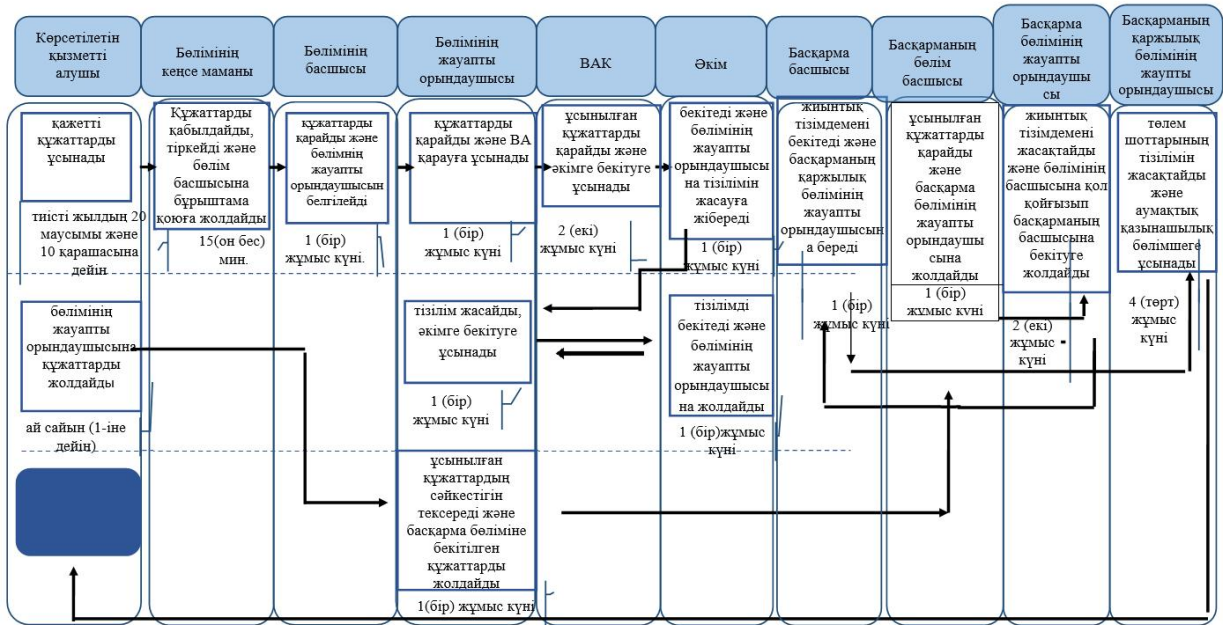 Көрсетілетін
қызметті
алушы
Бөлімінің
кеңсе маманы
Бөлімінің
басшысы
Бөлімінің
жауапты
орындаушысы
ВАК
Әкім
Басқарма
басшысы
Басқарманың
бөлім
басшысы
Басқарма
бөлімінің
жауапты
орындаушы
сы
Басқарманың
қаржылық
бөлімінің
жаупты
орындаушысы
қажетті
құжаттарды
ұсынады
тиісті жылдың 20
маусымы және
10 қарашасына
дейін
Құжаттарды
қабылдайды,
тіркейді және
бөлім
басшысына
бұрыштама
қоюға жолдайды
15(он бес)
мин.
құжаттарды
карайды және
бөлімнің
жауапты
орындаушысын
белгілейді
1 (бір)
жұмыс күні.
құжаттарды
қарайды және ВА
қарауға ұсынады
1 (бір)
жұмыс күні
ұсынылған
құжаттарды
қарайды және
әкімге бекітуге
ұсынады
2 (екі)
жұмыс күні
бекітеді және
бөлімінің
жауапты
орындаушысы
на тізілімін
жасауға
жібереді
1 (бір)
жұмыс күні
жиынтық
тізімдемені
бекітеді және
басқарманың
қаржылық
бөлімінің
жауапты
орындаушысын
а береді
1 (бір)
жұмыс күні
ұсынылған
құжаттарды
қарайды
және
басқарма
бөлімінің
жауапты
орындаушы
сына
жолдайды
1 (бір)
жұмыс күні
жиынтық
тізімдемені
жасақтайды
және бөлімінің
басшысына қол
қойғызып
басқарманың
басшысына
бекітуге
жолдайды
2 (екі)
жұмыс
күні
төлем
шоттарының
тізілімін
жасақтайды
және
аумақтық
қазынашылық
бөлімшеге
ұсынады
4 (төрт)
жұмыс
күні
бөлімінің
жауапты
орындаушысына
құжаттарды
жолдайды
ай сайын (1-іне
дейін)
тізілім жасайды,
әкімге бекітуге
ұсынады
1 (бір)
жұмыс күні
тізілімді
бекітеді және
бөлімінің
жауапты
орындаушысы
на жолдайды
1 (бір)жұмыс
күні
ұсынылған
құжаттардың
сәйкестігін
тексереді және
басқарма бөліміне
бекітілген
құжаттарды
жолдайды
1(бір) жұмыс күні